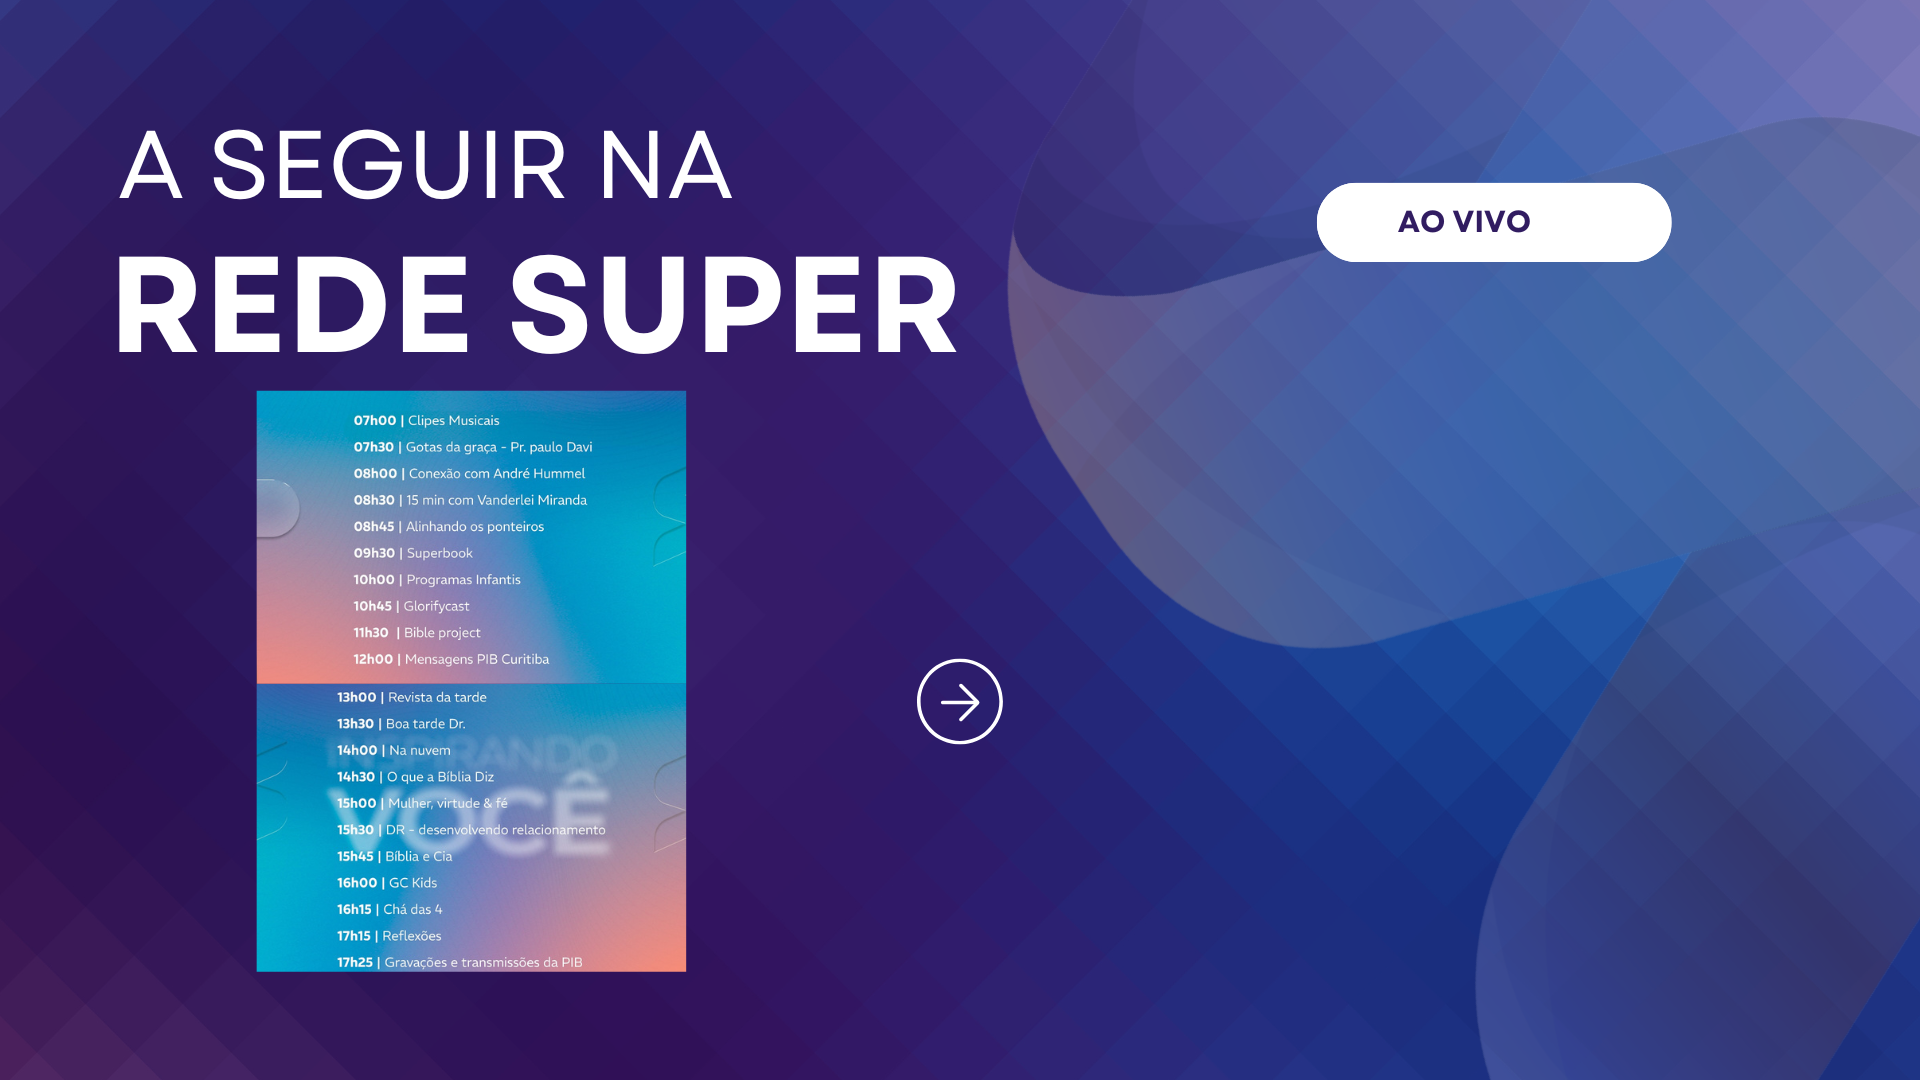 A SEGUIR NA
REDE SUPER
AO VIVO
07h00 | Clipes Musicais
07h30 | Gotas da graça - Pr. paulo Davi
08h00 | Conexão com André Hummel
08h30 | 15 min com Vanderlei Miranda
08h45 | Alinhando os ponteiros
09h30 | Superbook
10h00 | Programas Infantis
10h45 | Glorifycast
11h30 | Bible project
12h00 | Mensagens PIB Curitiba
13h00 | Revista da tarde
13h30 | Boa tarde Dr.
INSPIRANDO
14h00 | Na nuvem
14h30 | O que a Bíblia Diz
VOCÊ
15h00 | Mulher, virtude & fé
15h30 | DR - desenvolvendo relacionamento
15h45 | Bíblia e Cia
16h00 | GC Kids
16h15 | Chá das 4
17h15 | Reflexões
17h25 | Gravações e transmissões da PIB